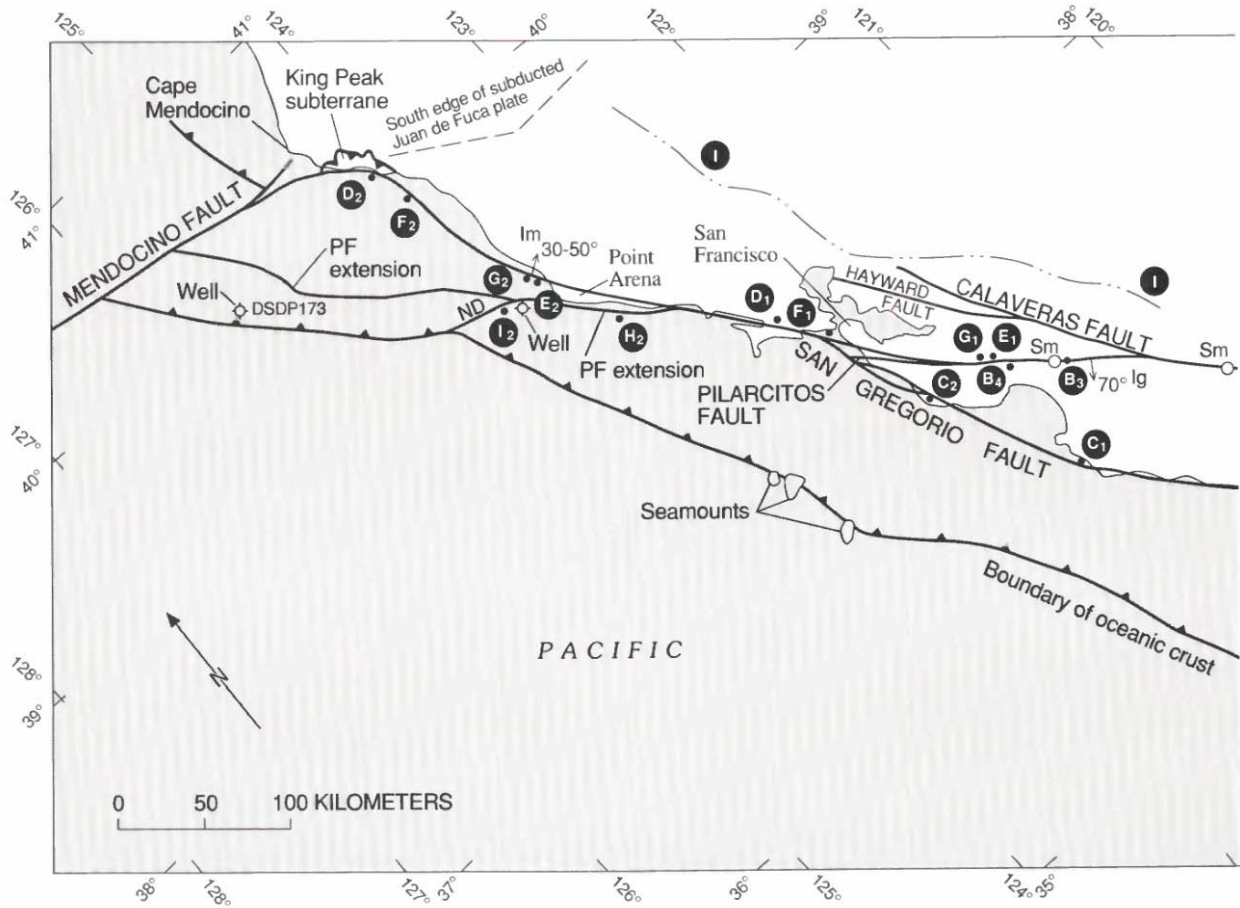 125°
41°
124°
123°
40°
122°
39°
121°
38°
120°
Cape
Mendocino
King Peak
subterrane
South edge of subducted
Juan de Fuca plate
I
126°
41°
MENDOCINO FAULT
D2
F2
PF
extension
Im
30-50°
Point
Arena
San
Francisco
HAYWARD
FAULT
CALAVERAS FAULT
I
Well
DSDP173
G2
E2
ND
I2
Well
H2
PF extension
D1
F1
G1
E1
Sm
Sm
SAN GREGORIO FAULT
PILARCITOS
FAULT
C2
B4
B3
70°
Ig
C1
127°
40°
Seamounts
Boundary of oceanic crust
PACIFIC
N
128°
39°
0 50 100 KILOMETERS
38°
128°
127°
37°
126°
36°
125°
124°
35°